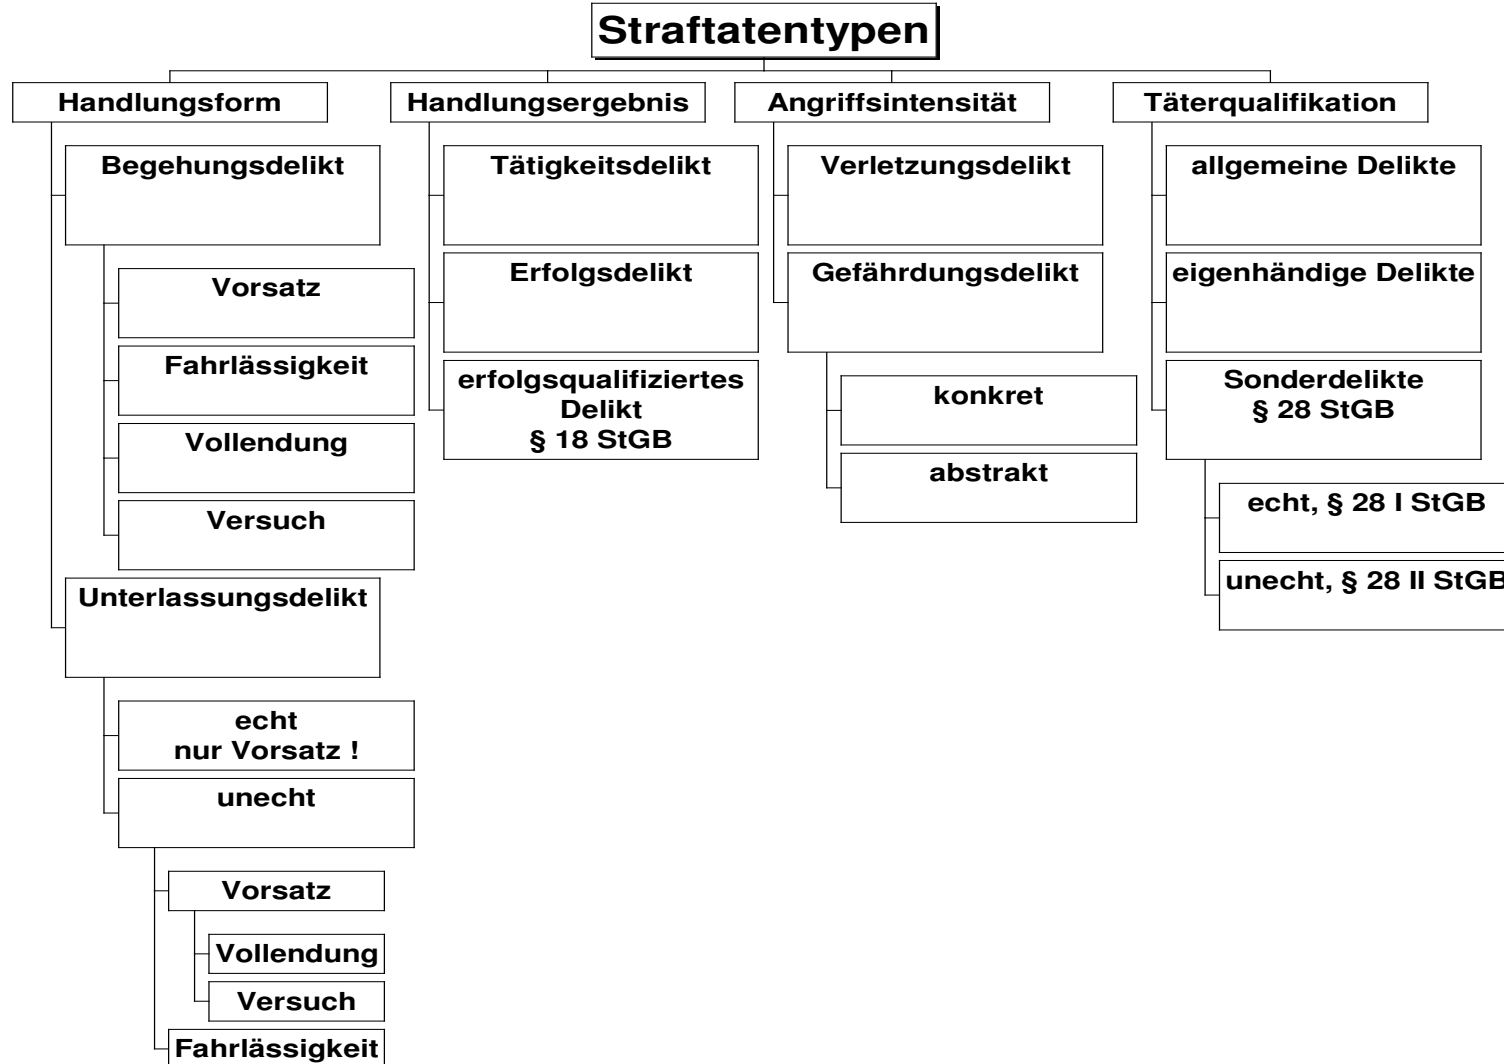 Straftatentypen
Handlungsform
Begehungsdelikt
Vorsatz
Fahrlässigkeit
Vollendung
Versuch
Unterlassungsdelikt
echt
nur Vorsatz !
unecht
Vorsatz
Vollendung
Versuch
Fahrlässigkeit
Handlungsergebnis
Tätigkeitsdelikt
Erfolgsdelikt
erfolgsqualifiziertes
Delikt
§ 18 StGB
Angriffsintensität
Verletzungsdelikt
Gefährdungsdelikt
konkret
abstrakt
Täterqualifikation
allgemeine Delikte
eigenhändige Delikte
Sonderdelikte
§ 28 StGB
echt, § 28 I StGB
unecht, § 28 II StGB